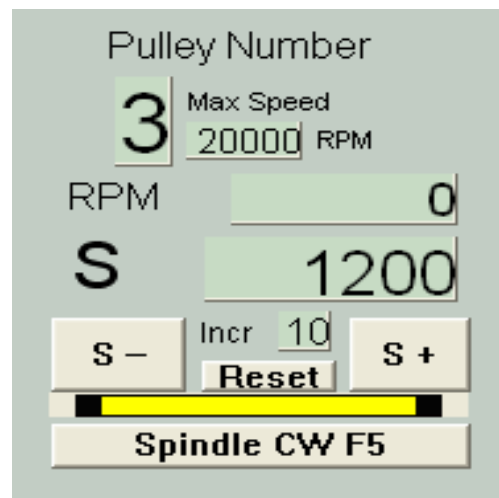 Pulley Number
3 Max Speed
20000 RPM
RPM 0
S 1200
S – Incr 10 S +
Reset
Spindle CW F5